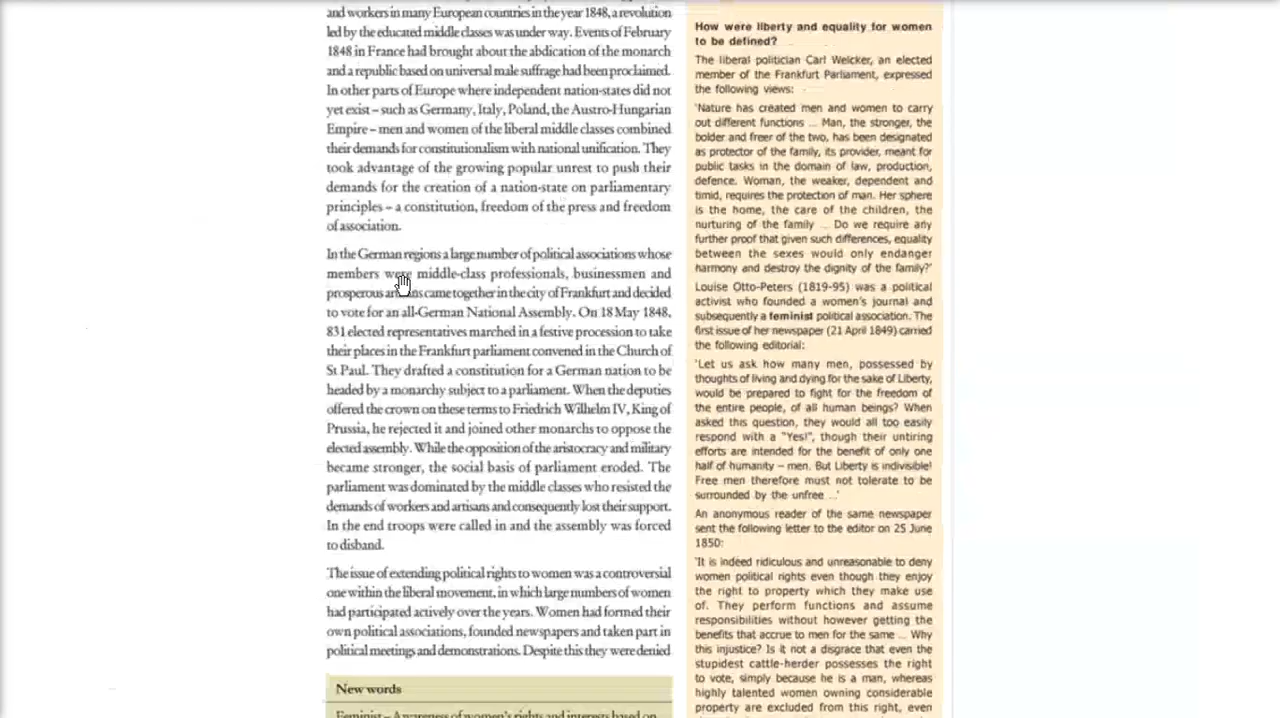 and workers in many European countries in the year 1848, a revolution
led by the educated middle classes was under way. Events of February
1848 in France had brought about the abdication of the monarch
and a republic based on universal male suffrage had been proclaimed.
In other parts of Europe where independent nation-states did not
yet exist – such as Germany, Italy, Poland, the Austro-Hungarian
Empire – men and women of the liberal middle classes combined
their demands for constitutionalism with national unification. They
took advantage of the growing popular unrest to push their
demands for the creation of a nation-state on parliamentary
principles – a constitution, freedom of the press and freedom
of association.
In the German regions a large number of political associations whose
members were middle-class professionals, businessmen and
prosperous artisans came together in the city of Frankfurt and decided
to vote for an all-German National Assembly. On 18 May 1848,
831 elected representatives marched in a festive procession to take
their places in the Frankfurt parliament convened in the Church of
St Paul. They drafted a constitution for a German nation to be
headed by a monarchy subject to a parliament. When the deputies
offered the crown on these terms to Friedrich Wilhelm IV, King of
Prussia, he rejected it and joined other monarchs to oppose the
elected assembly. While the opposition of the aristocracy and military
became stronger, the social basis of parliament eroded. The
parliament was dominated by the middle classes who resisted the
demands of workers and artisans and consequently lost their support.
In the end troops were called in and the assembly was forced
to disband.
The issue of extending political rights to women was a controversial
one within the liberal movement, in which large numbers of women
had participated actively over the years. Women had formed their
own political associations, founded newspapers and taken part in
political meetings and demonstrations. Despite this they were denied
New words
Feminist – Awareness of women's rights and interests based on
How were liberty and equality for women
to be defined?
The liberal politician Carl Welcker, an elected
member of the Frankfurt Parliament, expressed
the following views:
'Nature has created men and women to carry
out different functions ... Man, the stronger, the
bolder and freer of the two, has been designated
as protector of the family, its provider, meant for
public tasks in the domain of law, production,
defence. Woman, the weaker, dependent and
timid, requires the protection of man. Her sphere
is the home, the care of the children, the
nurturing of the family ... Do we require any
further proof that given such differences, equality
between the sexes would only endanger
harmony and destroy the dignity of the family?'
Louise Otto-Peters (1819-95) was a political
activist who founded a women's journal and
subsequently a feminist political association. The
first issue of her newspaper (21 April 1849) carried
the following editorial:
'Let us ask how many men, possessed by
thoughts of living and dying for the sake of Liberty,
would be prepared to fight for the freedom of
the entire people, of all human beings? When
asked this question, they would all too easily
respond with a "Yes!", though their untiring
efforts are intended for the benefit of only one
half of humanity – men. But Liberty is indivisible!
Free men therefore must not tolerate to be
surrounded by the unfree ...'
An anonymous reader of the same newspaper
sent the following letter to the editor on 25 June
1850:
'It is indeed ridiculous and unreasonable to deny
women political rights even though they enjoy
the right to property which they make use
of. They perform functions and assume
responsibilities without however getting the
benefits that accrue to men for the same ... Why
this injustice? Is it not a disgrace that even the
stupidest cattle-herder possesses the right
to vote, simply because he is a man, whereas
highly talented women owning considerable
property are excluded from this right, even